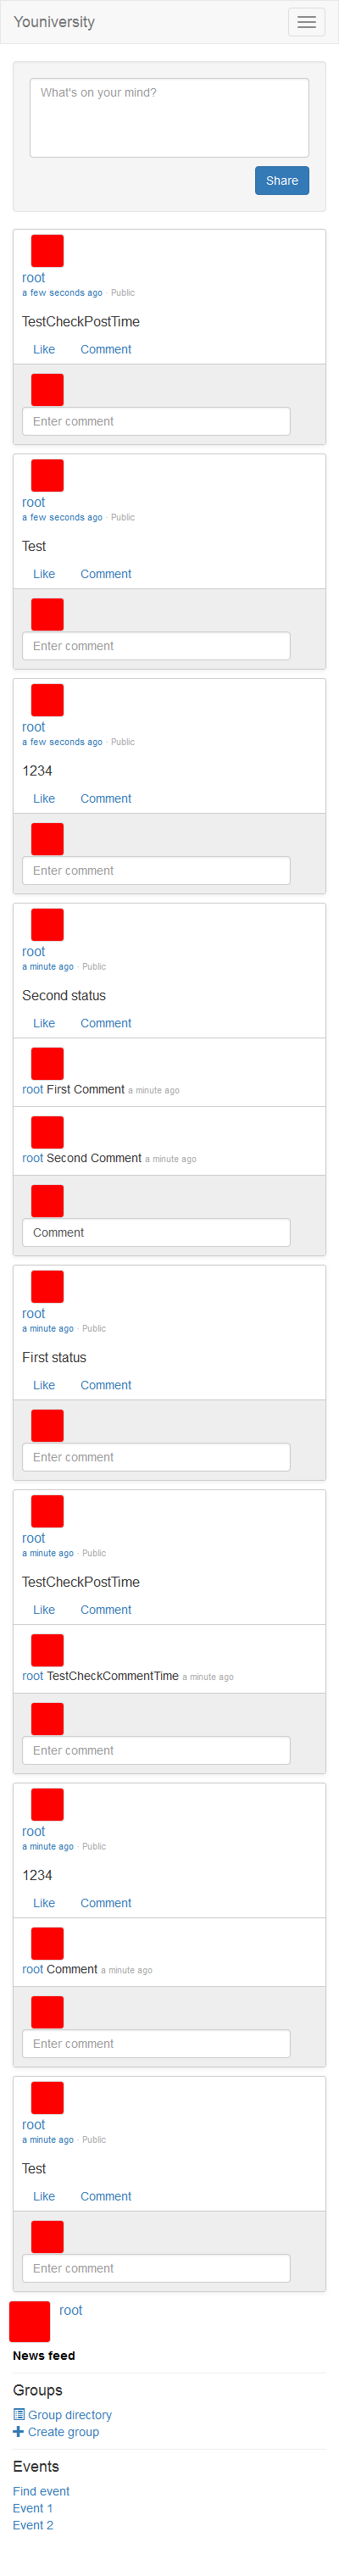 Youniversity
What's on your mind?
Share
root
a few seconds ago · Public
TestCheckPostTime
Like Comment
Enter comment
root
a few seconds ago · Public
Test
Like Comment
Enter comment
root
a few seconds ago · Public
1234
Like Comment
Enter comment
root
a minute ago · Public
Second status
Like Comment
root First Comment a minute ago
root Second Comment a minute ago
Comment
root
a minute ago · Public
First status
Like Comment
Enter comment
root
a minute ago · Public
TestCheckPostTime
Like Comment
root TestCheckCommentTime a minute ago
Enter comment
root
a minute ago · Public
1234
Like Comment
root Comment a minute ago
Enter comment
root
a minute ago · Public
Test
Like Comment
Enter comment
root
News feed
Groups
Group directory
Create group
Events
Find event
Event 1
Event 2